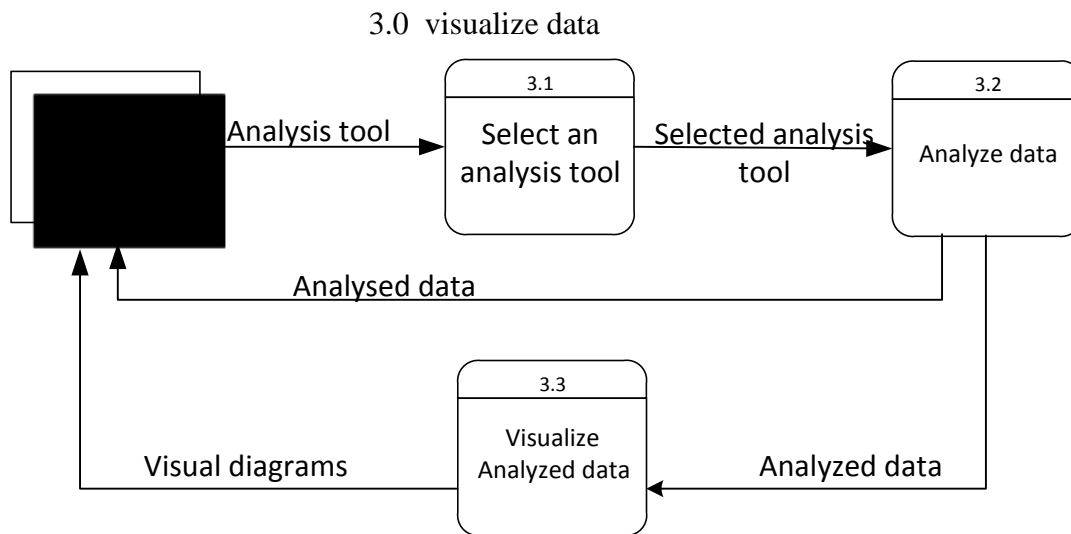 3.0 visualize data
3.1
Select an
analysis tool
3.2
Analyze data
Analysis tool
Selected analysis
tool
Analysed data
3.3
Visualize
Analyzed data
Visual diagrams
Analyzed data